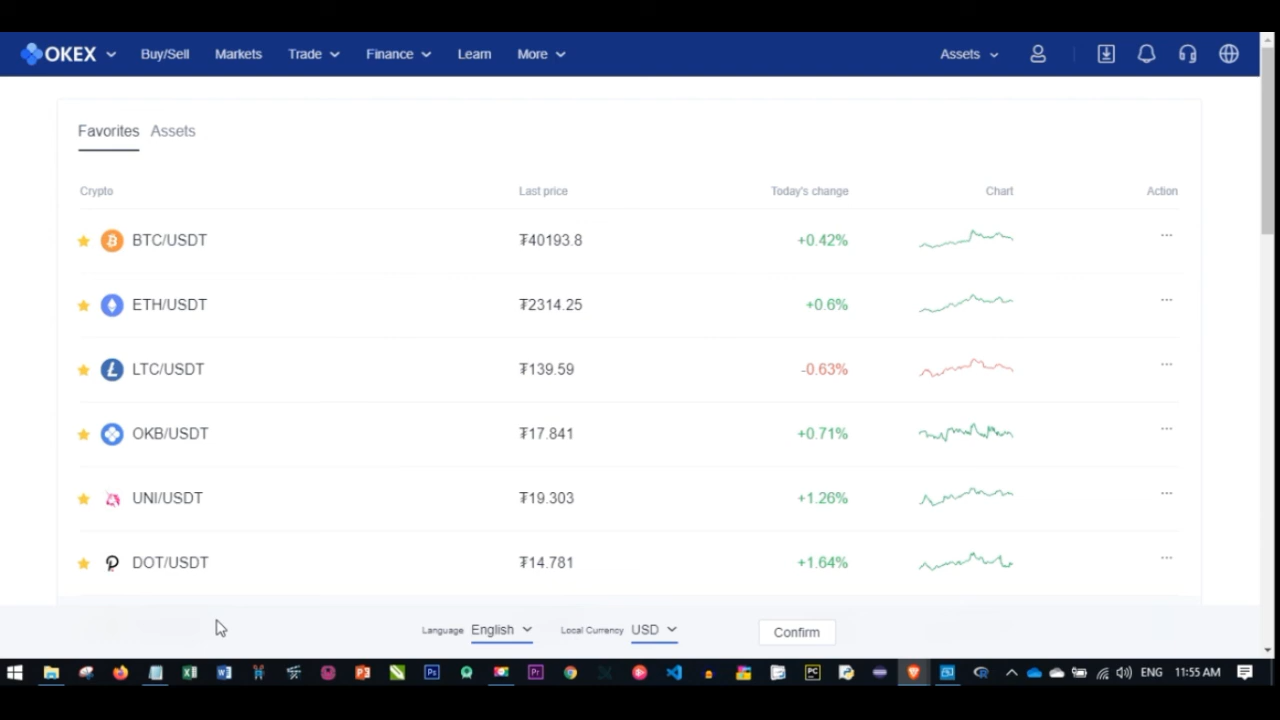 OKEX Buy/Sell Markets Trade Finance Learn More Assets
Favorites Assets
Crypto Last price Today's change Chart Action
BTC/USDT ₮40193.8 +0.42% ...
ETH/USDT ₮2314.25 +0.6% ...
LTC/USDT ₮139.59 -0.63% ...
OKB/USDT ₮17.841 +0.71% ...
UNI/USDT ₮19.303 +1.26% ...
DOT/USDT ₮14.781 +1.64% ...
Language English Local Currency USD Confirm
ENG 11:55 AM